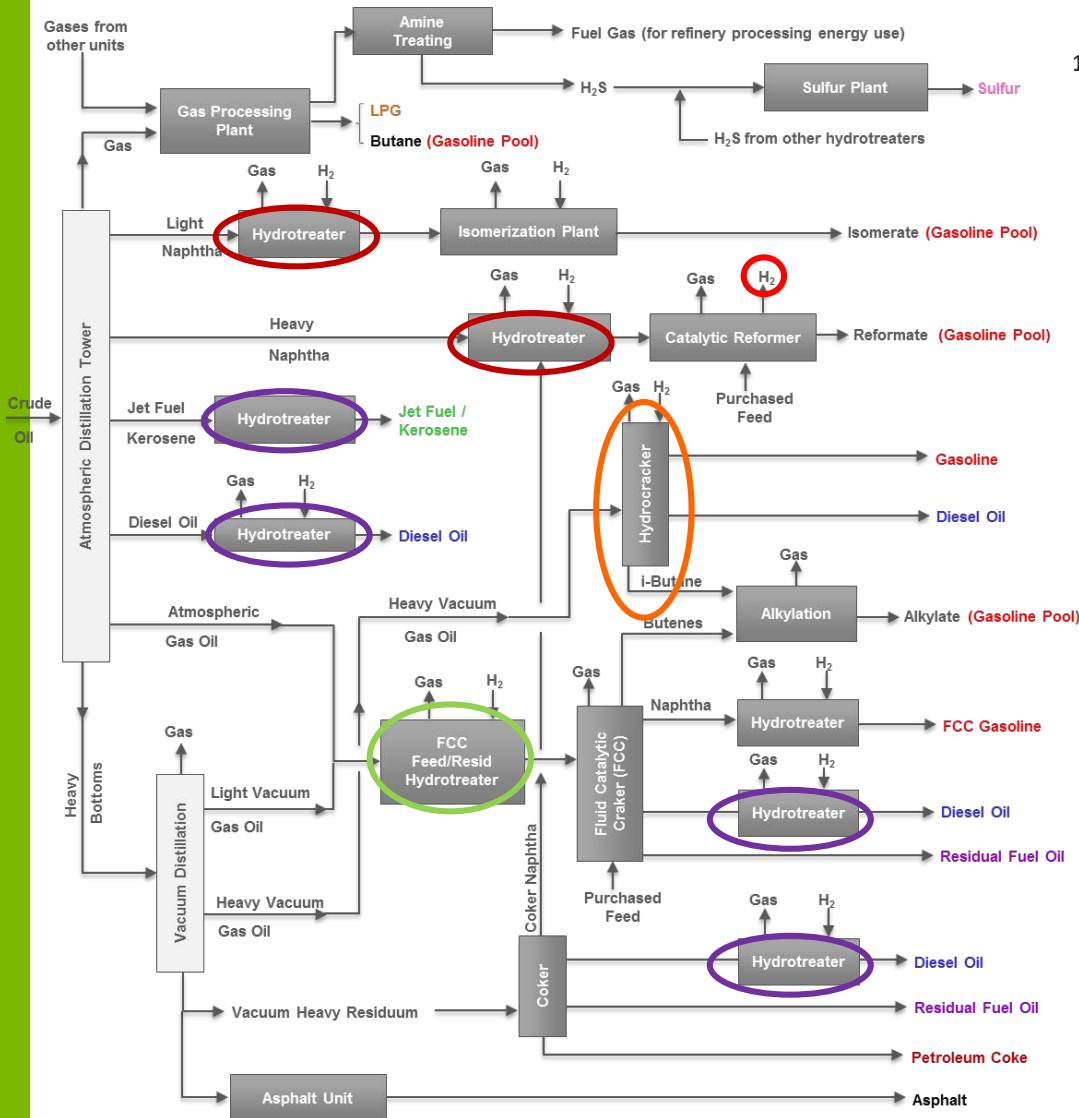 Gases from
other units
Amine
Treating
Fuel Gas (for refinery processing energy use)
1
H2S
Sulfur Plant
Sulfur
Gas Processing
Plant
LPG
Butane (Gasoline Pool)
H2S from other hydrotreaters
Gas
Gas
H2
Gas
H2
Light
Naphtha
Hydrotreater
Isomerization Plant
Isomerate (Gasoline Pool)
Gas
H2
Gas
H2
Heavy
Naphtha
Hydrotreater
Catalytic Reformer
Reformate (Gasoline Pool)
Purchased
Feed
Crude
Oil
Atmospheric Distillation Tower
Jet Fuel
Kerosene
Hydrotreater
Jet Fuel /
Kerosene
Gas
H2
Hydrocracker
Gasoline
Diesel Oil
Gas
H2
Diesel Oil
Hydrotreater
Diesel Oil
i-Butane
Gas
Alkylation
Alkylate (Gasoline Pool)
Butenes
Atmospheric
Gas Oil
Heavy Vacuum
Gas Oil
Gas
H2
FCC
Feed/Resid
Hydrotreater
Gas
Fluid Catalytic
Craker (FCC)
Naphtha
Gas
H2
Hydrotreater
FCC Gasoline
Gas
H2
Hydrotreater
Diesel Oil
Residual Fuel Oil
Purchased
Feed
Heavy
Bottoms
Gas
Vacuum Distillation
Light Vacuum
Gas Oil
Heavy Vacuum
Gas Oil
Coker Naphtha
Coker
Gas
H2
Hydrotreater
Diesel Oil
Residual Fuel Oil
Vacuum Heavy Residuum
Petroleum Coke
Asphalt Unit
Asphalt